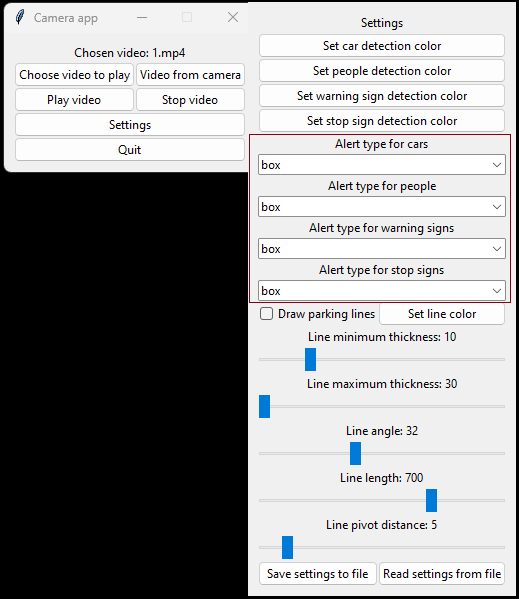 Camera app
Chosen video: 1.mp4
Choose video to play
Video from camera
Play video
Stop video
Settings
Quit
Settings
Set car detection color
Set people detection color
Set warning sign detection color
Set stop sign detection color
Alert type for cars
box
Alert type for people
box
Alert type for warning signs
box
Alert type for stop signs
box
Draw parking lines
Set line color
Line minimum thickness: 10
Line maximum thickness: 30
Line angle: 32
Line length: 700
Line pivot distance: 5
Save settings to file
Read settings from file